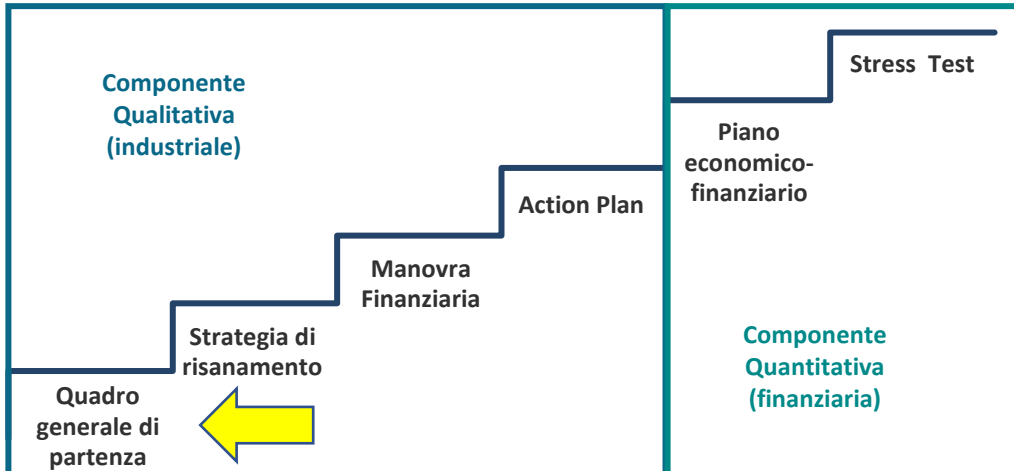 Componente
Qualitativa
(industriale)
Quadro
generale di
partenza
Strategia di
risanamento
Manovra
Finanziaria
Action Plan
Piano
economico-
finanziario
Stress Test
Componente
Quantitativa
(finanziaria)